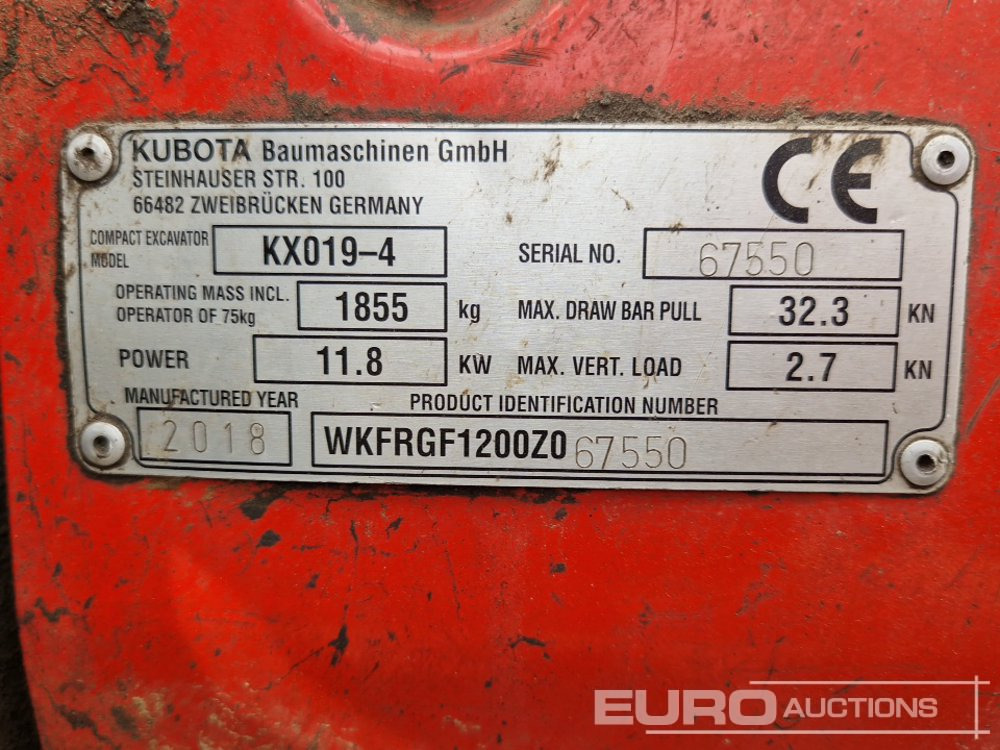 KUBOTA Baumaschinen GmbH
STEINHAUSER STR. 100
66482 ZWEIBRÜCKEN GERMANY
CE
COMPACT EXCAVATOR MODEL KX019–4 SERIAL NO. 67550
OPERATING MASS INCL. OPERATOR OF 75kg 1855 kg MAX. DRAW BAR PULL 32.3 KN
POWER 11.8 KW MAX. VERT. LOAD 2.7 KN
MANUFACTURED YEAR PRODUCT IDENTIFICATION NUMBER
2018 WKFRGF1200Z067550
EURO AUCTIONS